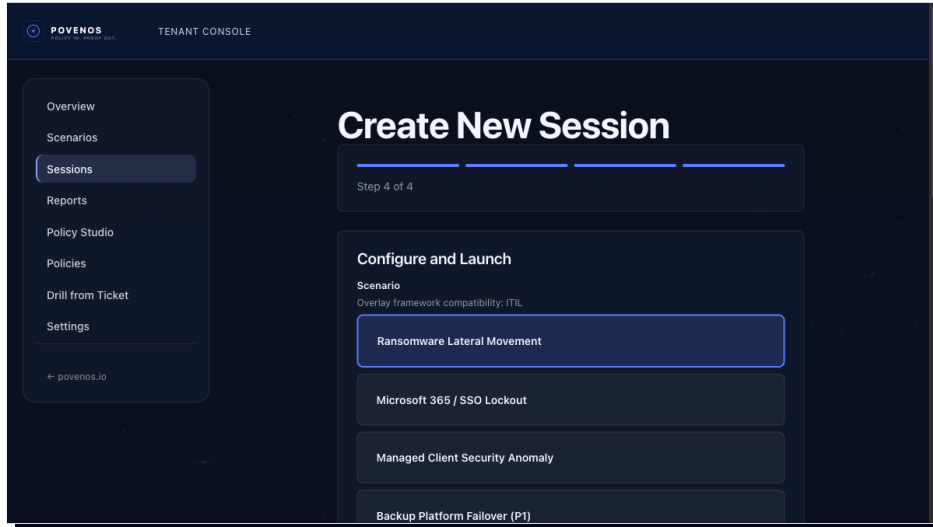 POVENOS
POLICY IN. PROOF OUT.
TENANT CONSOLE
Overview
Scenarios
Sessions
Reports
Policy Studio
Policies
Drill from Ticket
Settings
← povenos.io
Create New Session
Step 4 of 4
Configure and Launch
Scenario
Overlay framework compatibility: ITIL
Ransomware Lateral Movement
Microsoft 365 / SSO Lockout
Managed Client Security Anomaly
Backup Platform Failover (P1)